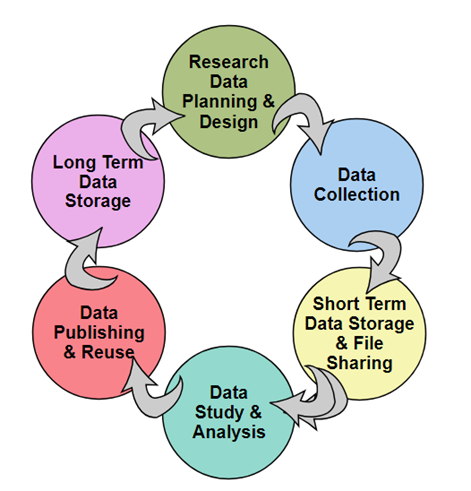 Research
Data
Planning &
Design
Data
Collection
Short Term
Data Storage
& File
Sharing
Data
Study &
Analysis
Data
Publishing
& Reuse
Long Term
Data
Storage